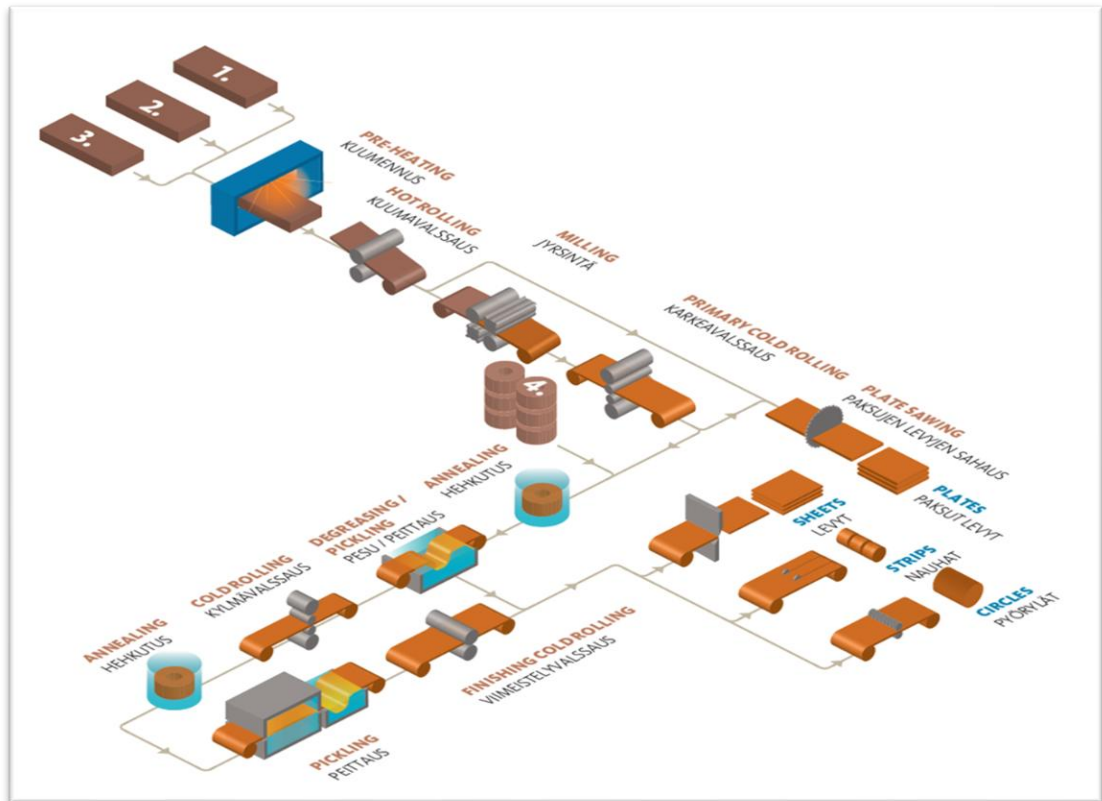 1.
2.
3.
PRE-HEATING
KUUMENNUS
HOT ROLLING
KUUMAVALSSAUS
MILLING
JYRSINTÄ
PRIMARY COLD ROLLING
KARKEAVALSSAUS
PLATE SAWING
PAKSUJEN LEVYJEN SAHAUS
PLATES
PAKSUT LEVYT
4.
ANNEALING
HEHKUTUS
DEGREASING /
PICKLING
PESU / PEITTAUS
COLD ROLLING
KYLMÄVALSSAUS
ANNEALING
HEHKUTUS
PICKLING
PEITTAUS
FINISHING COLD ROLLING
VIIMEISTELYVALSSAUS
SHEETS
LEVYT
STRIPS
NAUHAT
CIRCLES
PYÖRYLÄT